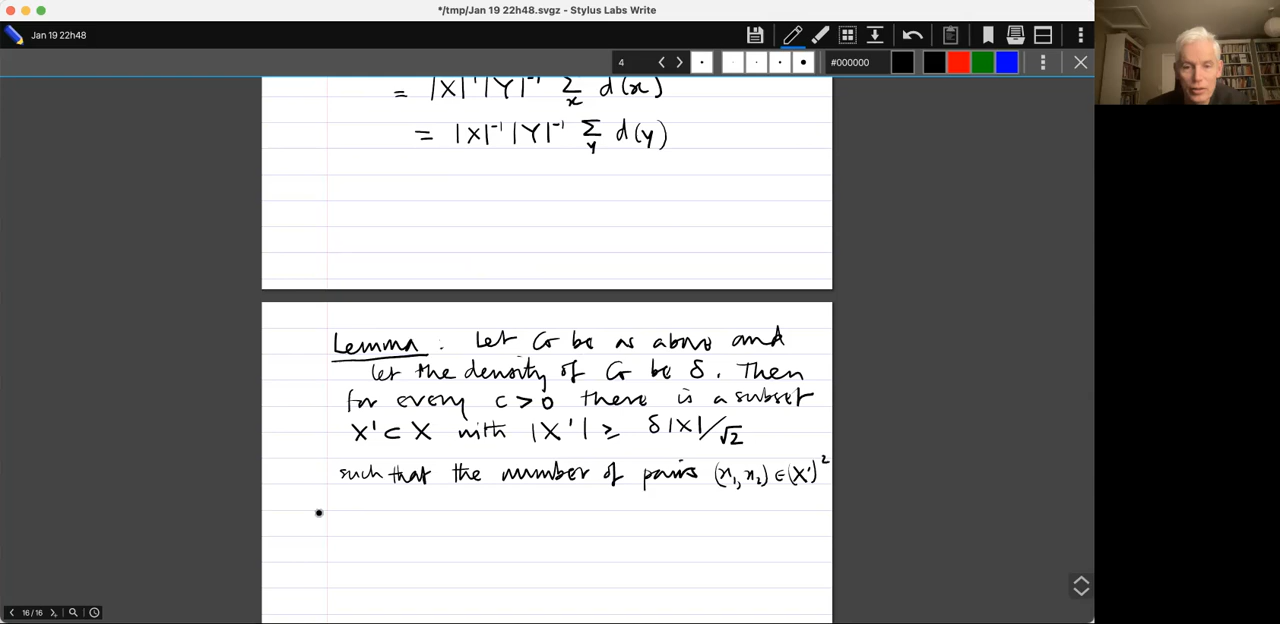 */tmp/Jan 19 22h48.svgz - Stylus Labs Write
Jan 19 22h48
4
#000000
= |X|⁻¹ |Y|⁻¹ Σ_x d(x)
= |X|⁻¹ |Y|⁻¹ Σ_y d(y)
Lemma : Let G be as above and
let the density of G be δ. Then
for every c > 0 there is a subset
X' ⊂ X with |X'| ≥ δ|X|/√2
such that the number of pairs (x₁, x₂) ∈ (X')²
16/16